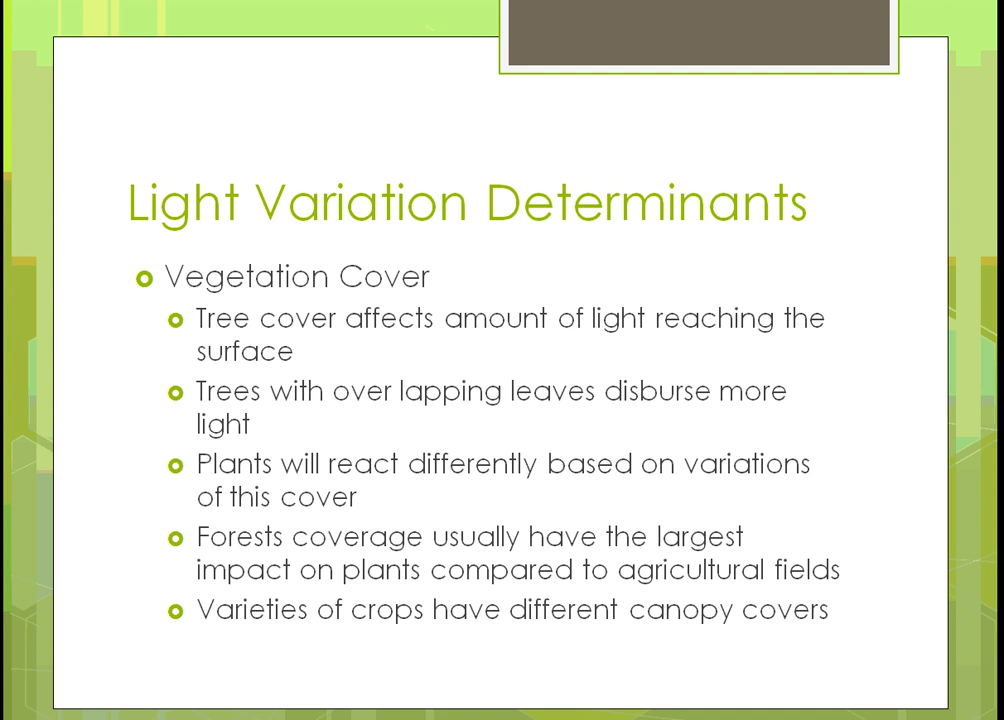 Light Variation Determinants
Vegetation Cover
Tree cover affects amount of light reaching the
surface
Trees with over lapping leaves disburse more
light
Plants will react differently based on variations
of this cover
Forests coverage usually have the largest
impact on plants compared to agricultural fields
Varieties of crops have different canopy covers